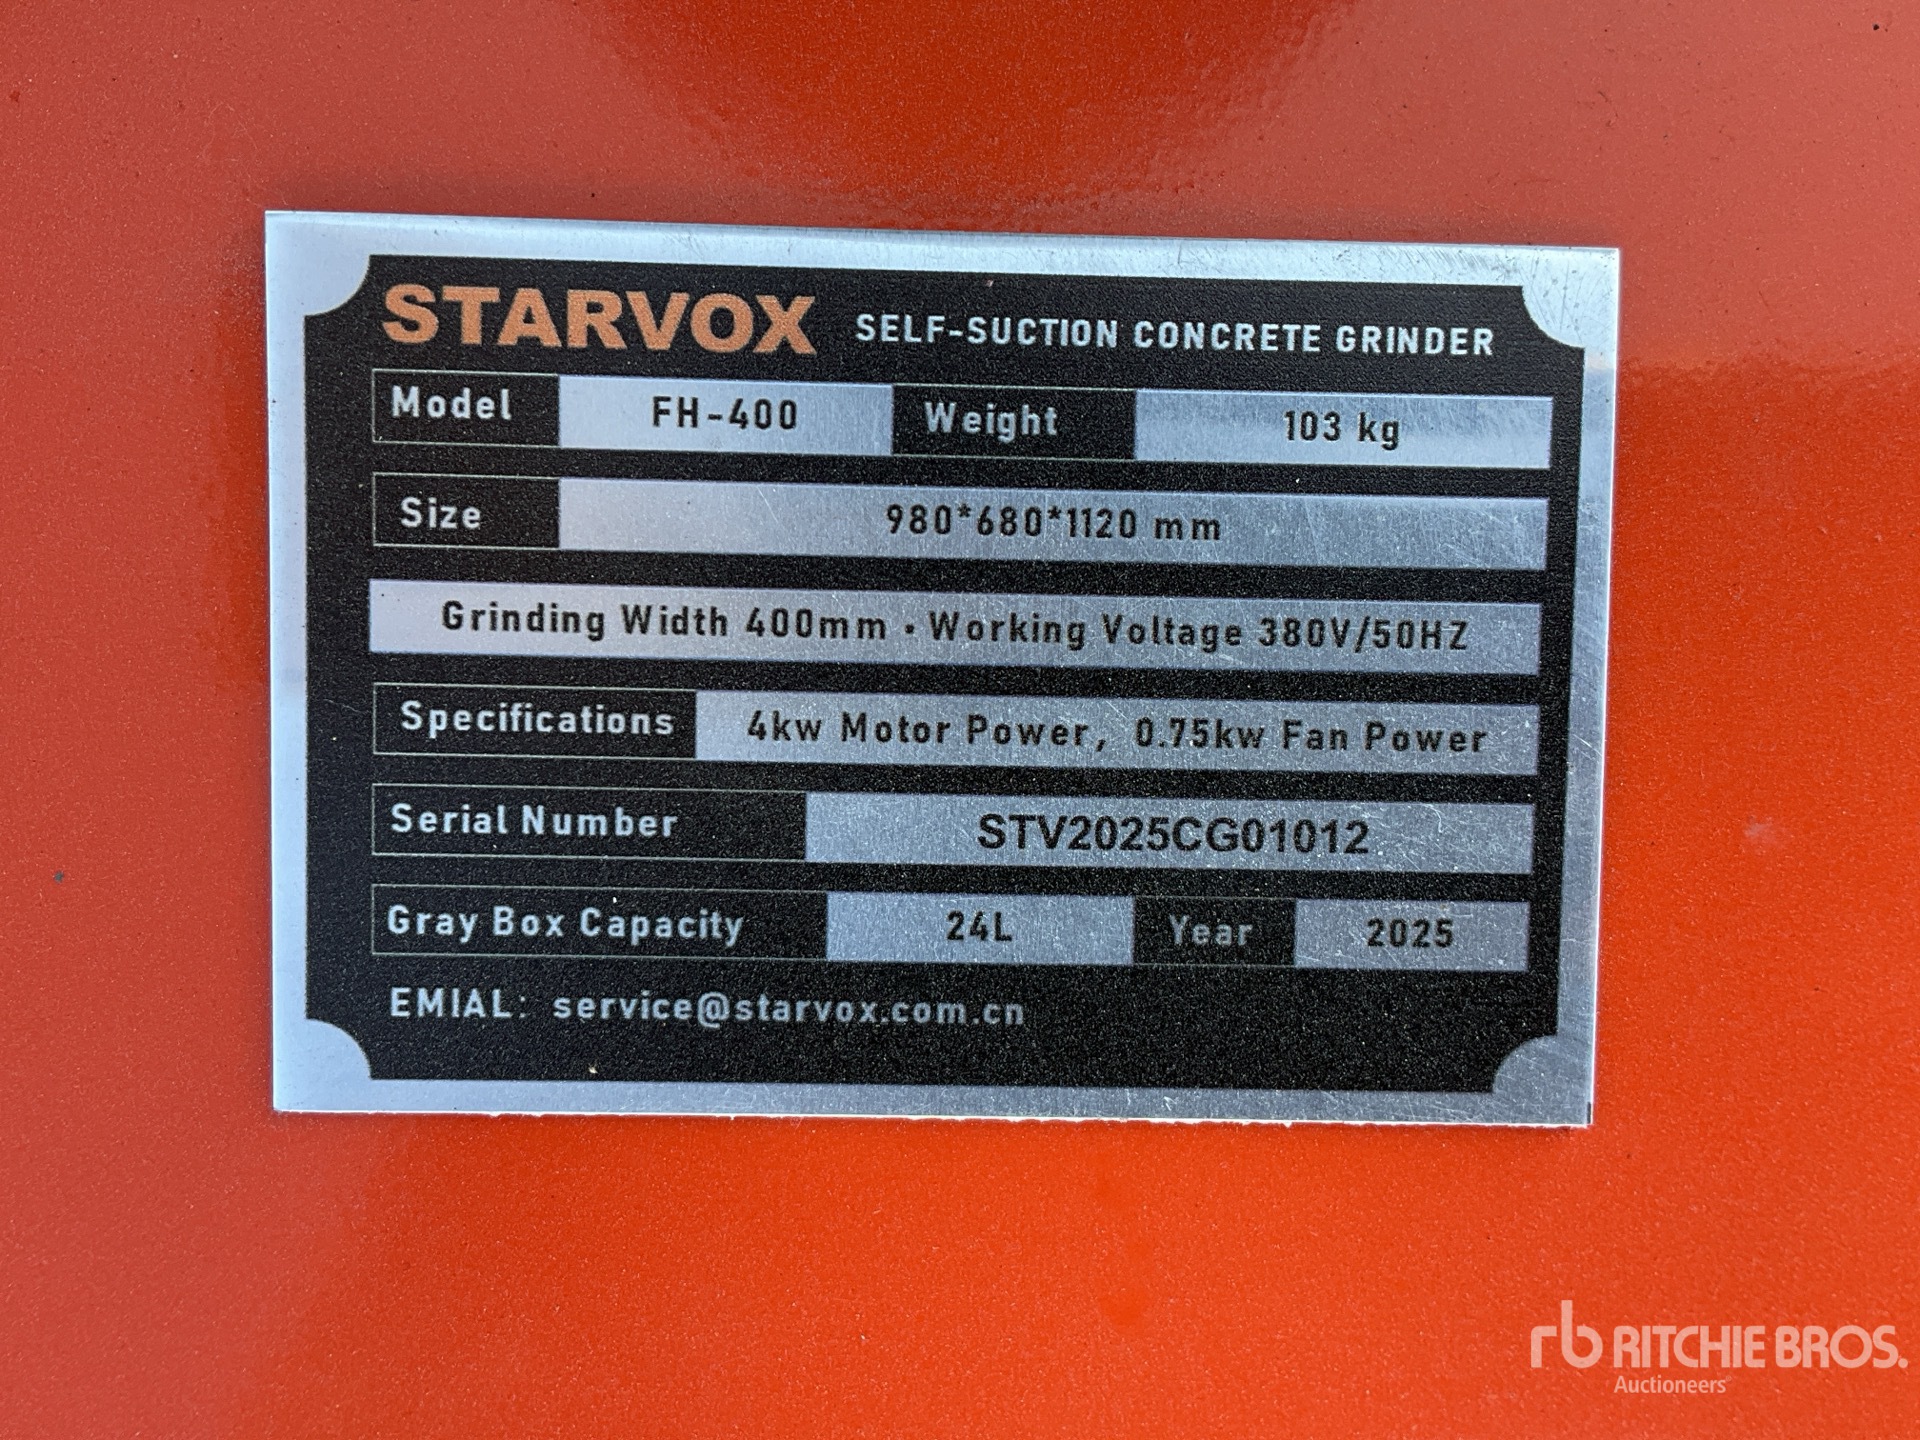 STARVOX SELF-SUCTION CONCRETE GRINDER
Model FH-400 Weight 103 kg
Size 980*680*1120 mm
Grinding Width 400mm · Working Voltage 380V/50HZ
Specifications 4kw Motor Power, 0.75kw Fan Power
Serial Number STV2025CG01012
Gray Box Capacity 24L Year 2025
EMIAL: service@starvox.com.cn
rb RITCHIE BROS.
Auctioneers